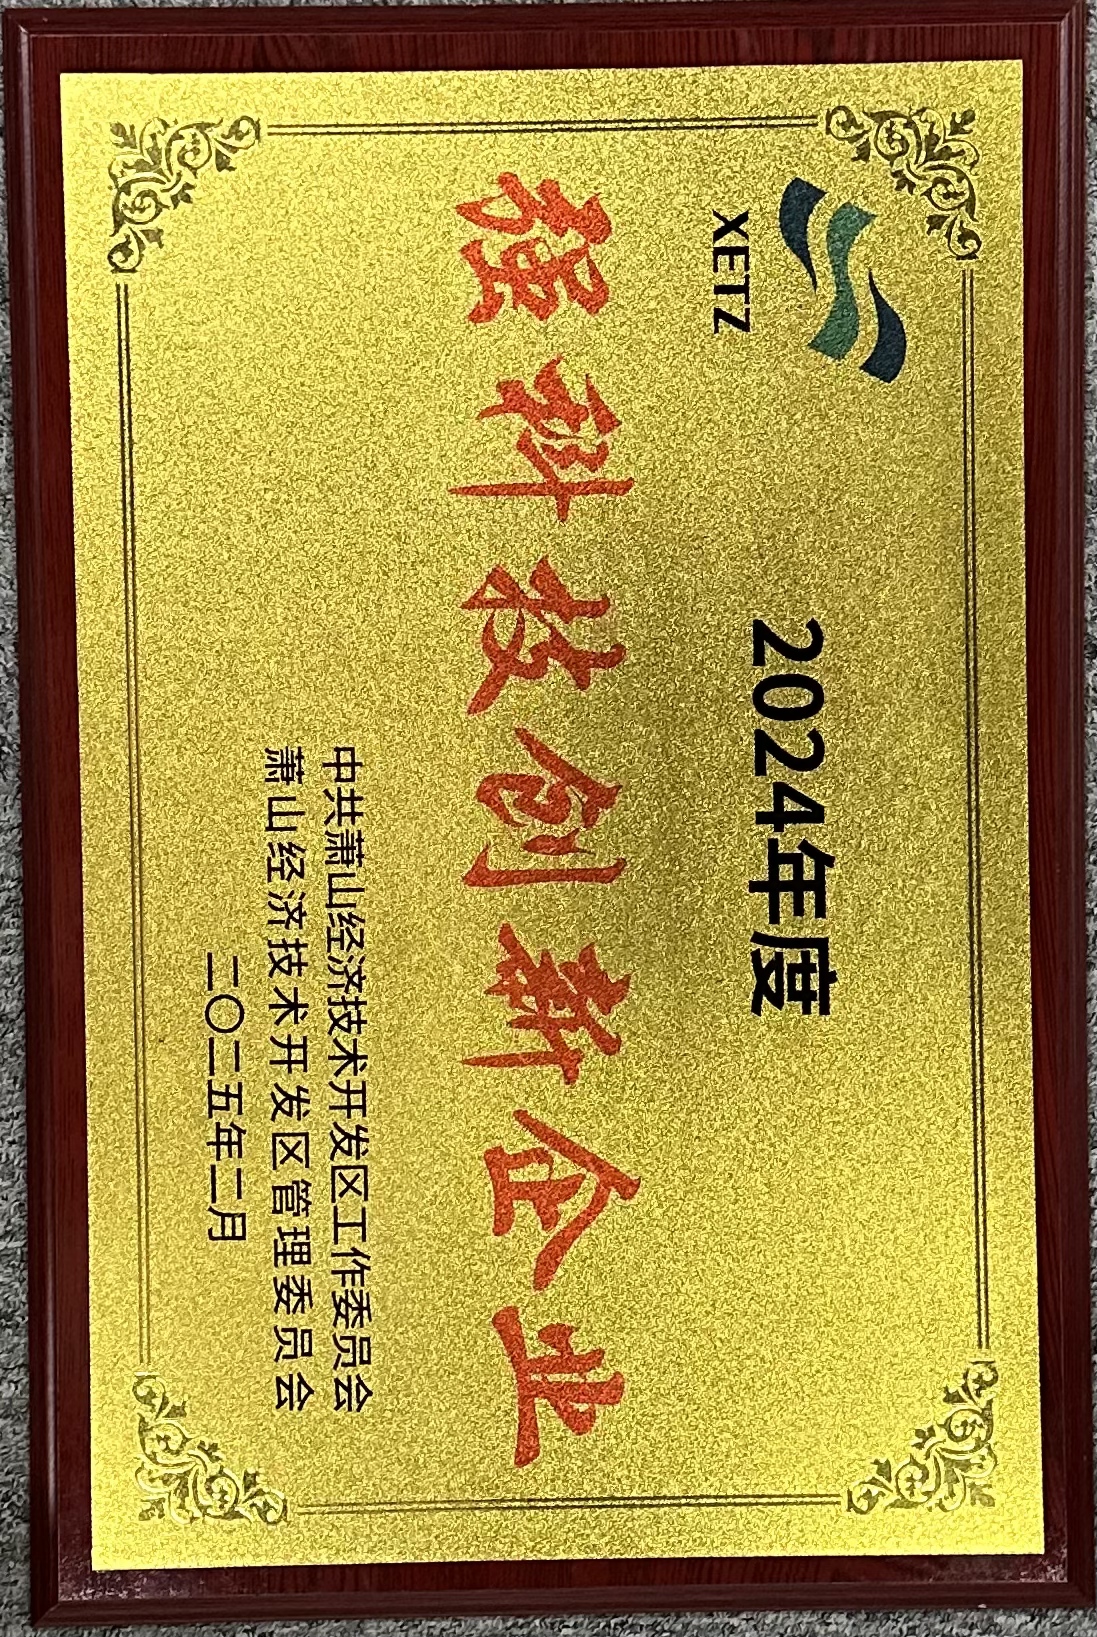 XETZ
2024年度
硬科技创新企业
中共萧山经济技术开发区工作委员会
萧山经济技术开发区管理委员会
二〇二五年二月